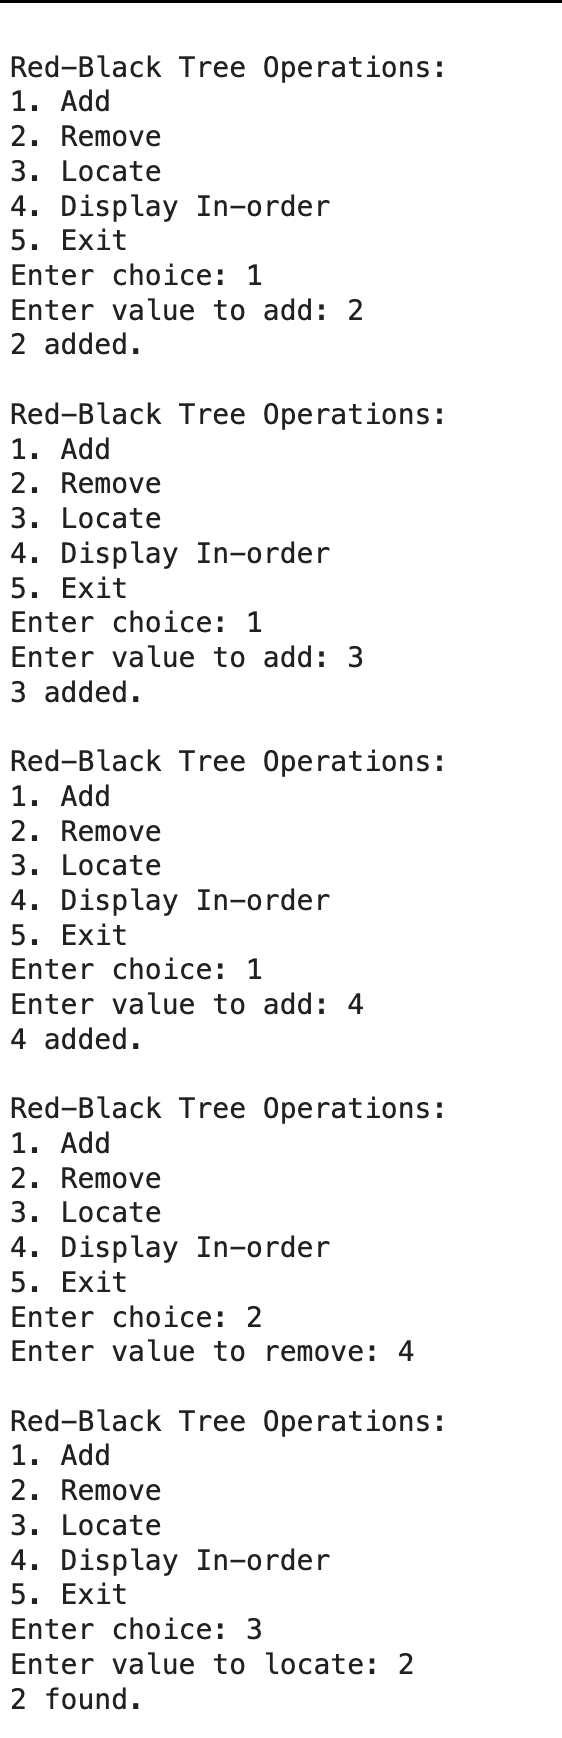 Red-Black Tree Operations:
1. Add
2. Remove
3. Locate
4. Display In-order
5. Exit
Enter choice: 1
Enter value to add: 2
2 added.
Red-Black Tree Operations:
1. Add
2. Remove
3. Locate
4. Display In-order
5. Exit
Enter choice: 1
Enter value to add: 3
3 added.
Red-Black Tree Operations:
1. Add
2. Remove
3. Locate
4. Display In-order
5. Exit
Enter choice: 1
Enter value to add: 4
4 added.
Red-Black Tree Operations:
1. Add
2. Remove
3. Locate
4. Display In-order
5. Exit
Enter choice: 2
Enter value to remove: 4
Red-Black Tree Operations:
1. Add
2. Remove
3. Locate
4. Display In-order
5. Exit
Enter choice: 3
Enter value to locate: 2
2 found.